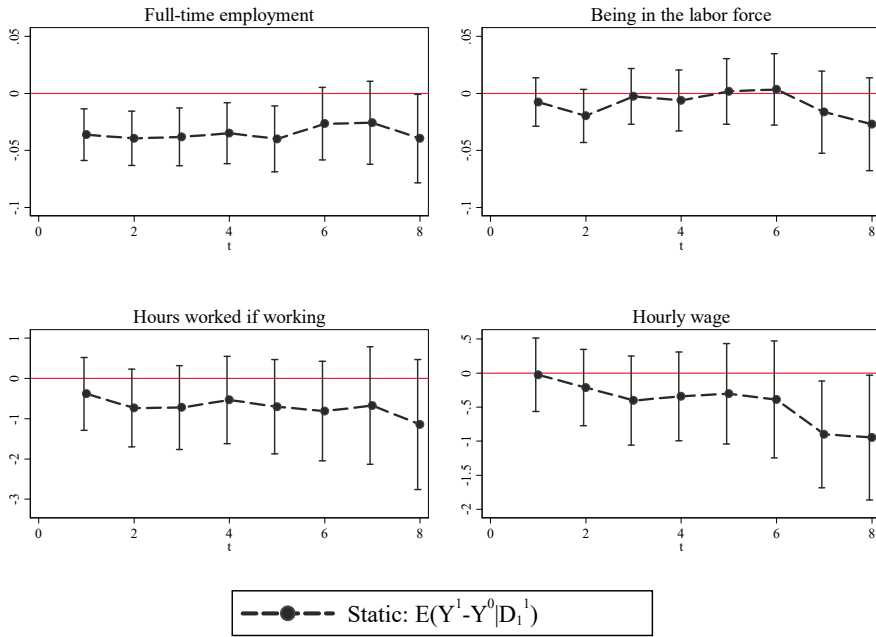 Full-time employment
.05
0
-.05
-.1
0 2 4 6 8
t
Being in the labor force
.05
0
-.05
-.1
0 2 4 6 8
t
Hours worked if working
1
0
-1
-2
-3
0 2 4 6 8
t
Hourly wage
.5
0
-.5
-1
-1.5
-2
0 2 4 6 8
t
Static: E(Y¹-Y⁰|D₁¹)